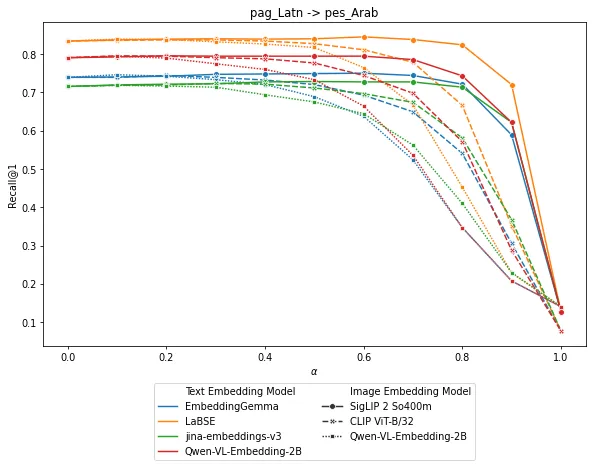 pag_Latn -> pes_Arab
0.8
0.7
0.6
0.5
0.4
0.3
0.2
0.1
Recall@1
0.0 0.2 0.4 0.6 0.8 1.0
α
Text Embedding Model Image Embedding Model
EmbeddingGemma SigLIP 2 So400m
LaBSE CLIP ViT-B/32
jina-embeddings-v3 Qwen-VL-Embedding-2B
Qwen-VL-Embedding-2B